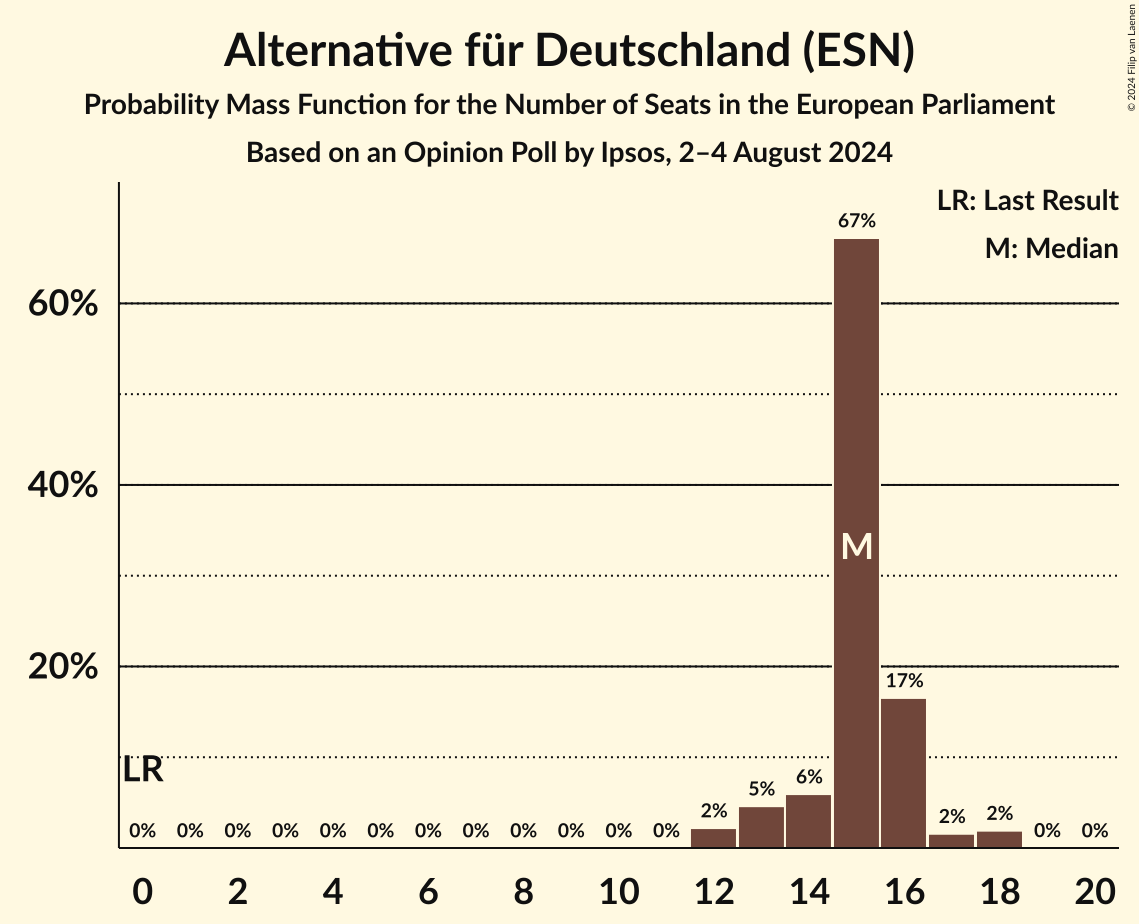 Alternative für Deutschland (ESN)
Probability Mass Function for the Number of Seats in the European Parliament
Based on an Opinion Poll by Ipsos, 2–4 August 2024
© 2024 Filip van Laenen
LR: Last Result
M: Median
67%
60%
40%
M
20%
17%
LR
6%
5%
2%
2%
2%
0% 0% 0% 0% 0% 0% 0% 0% 0% 0% 0% 0% 0% 0%
0 2 4 6 8 10 12 14 16 18 20